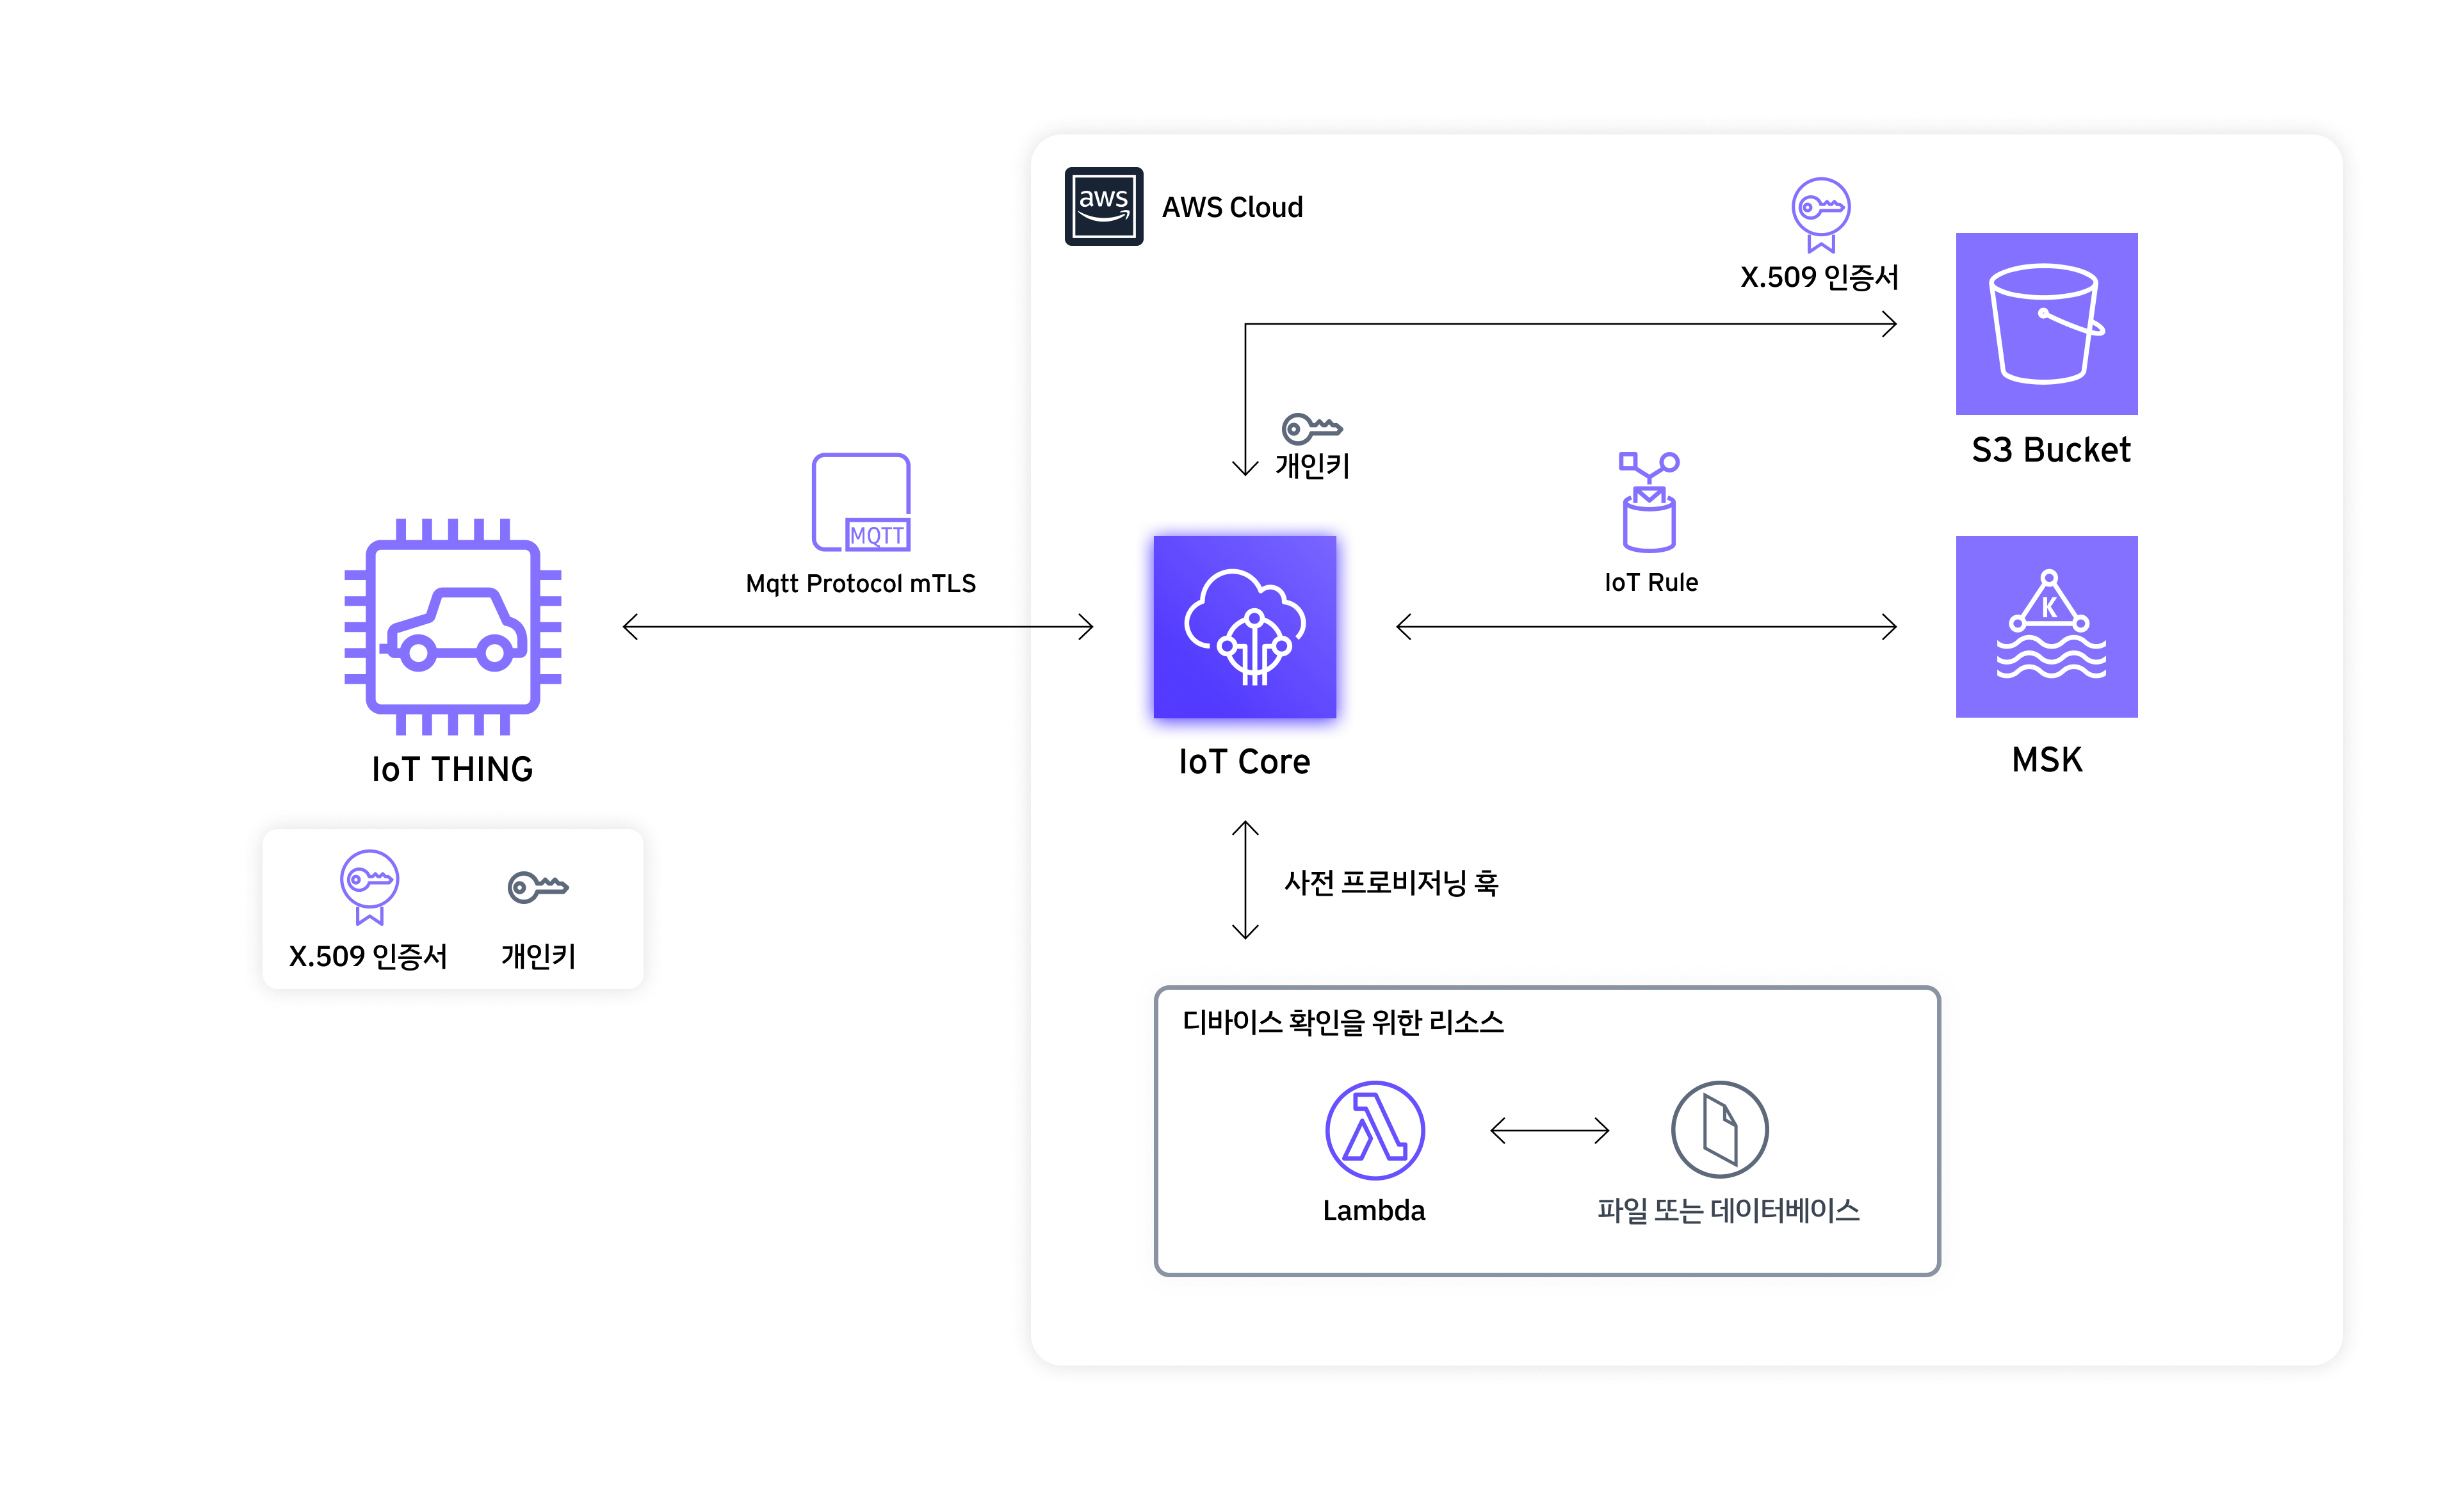 aws
AWS Cloud
X.509 인증서
S3 Bucket
개인키
MQTT
Mqtt Protocol mTLS
IoT Rule
K
IoT THING
IoT Core
MSK
X.509 인증서
개인키
사전 프로비저닝 훅
디바이스 확인을 위한 리소스
Lambda
파일 또는 데이터베이스